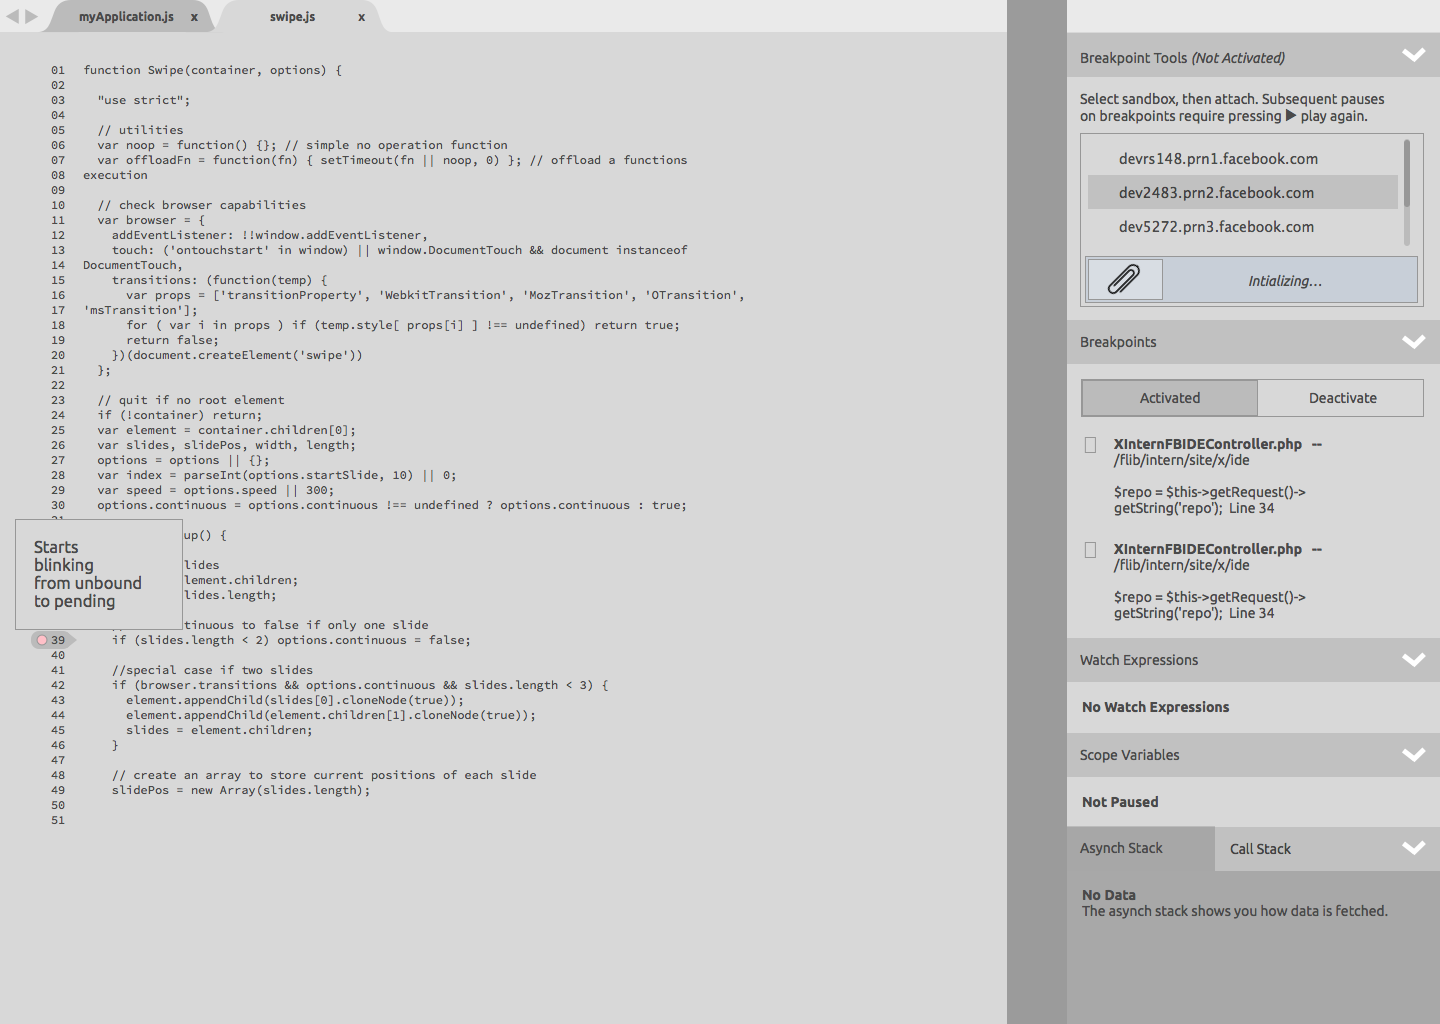 myApplication.js x swipe.js x
01 function Swipe(container, options) {
02
03 "use strict";
04
05 // utilities
06 var noop = function() {}; // simple no operation function
07 var offloadFn = function(fn) { setTimeout(fn || noop, 0) }; // offload a functions
08 execution
09
10 // check browser capabilities
11 var browser = {
12 addEventListener: !!window.addEventListener,
13 touch: ('ontouchstart' in window) || window.DocumentTouch && document instanceof
14 DocumentTouch,
15 transitions: (function(temp) {
16 var props = ['transitionProperty', 'WebkitTransition', 'MozTransition', 'OTransition',
17 'msTransition'];
18 for ( var i in props ) if (temp.style[ props[i] ] !== undefined) return true;
19 return false;
20 })(document.createElement('swipe'))
21 };
22
23 // quit if no root element
24 if (!container) return;
25 var element = container.children[0];
26 var slides, slidePos, width, length;
27 options = options || {};
28 var index = parseInt(options.startSlide, 10) || 0;
29 var speed = options.speed || 300;
30 options.continuous = options.continuous !== undefined ? options.continuous : true;
up() {
lides
lement.children;
lides.length;
tinuous to false if only one slide
Starts
blinking
from unbound
to pending
39 if (slides.length < 2) options.continuous = false;
40
41 //special case if two slides
42 if (browser.transitions && options.continuous && slides.length < 3) {
43 element.appendChild(slides[0].cloneNode(true));
44 element.appendChild(element.children[1].cloneNode(true));
45 slides = element.children;
46 }
47
48 // create an array to store current positions of each slide
49 slidePos = new Array(slides.length);
50
51
Breakpoint Tools (Not Activated)
Select sandbox, then attach. Subsequent pauses
on breakpoints require pressing ▶ play again.
devrs148.prn1.facebook.com
dev2483.prn2.facebook.com
dev5272.prn3.facebook.com
Intializing...
Breakpoints
Activated Deactivate
XInternFBIDEController.php --
/flib/intern/site/x/ide
$repo = $this->getRequest()->
getString('repo'); Line 34
XInternFBIDEController.php --
/flib/intern/site/x/ide
$repo = $this->getRequest()->
getString('repo'); Line 34
Watch Expressions
No Watch Expressions
Scope Variables
Not Paused
Asynch Stack Call Stack
No Data
The asynch stack shows you how data is fetched.